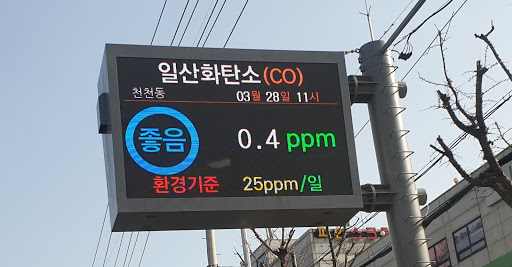 일산화탄소(CO)
천천동 03월 28일 11시
좋음 0.4 ppm
환경기준 25ppm/일